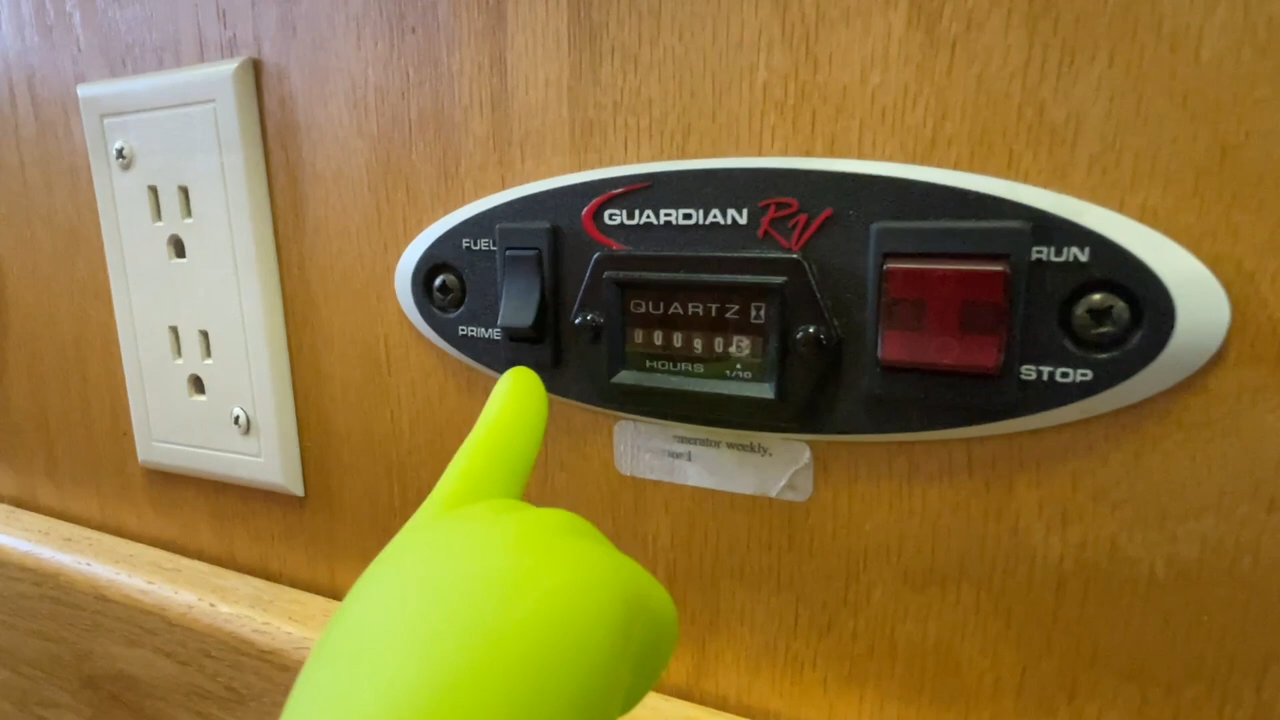 GUARDIAN RV
FUEL
PRIME
QUARTZ
HOURS 1/10
RUN
STOP
weekly,